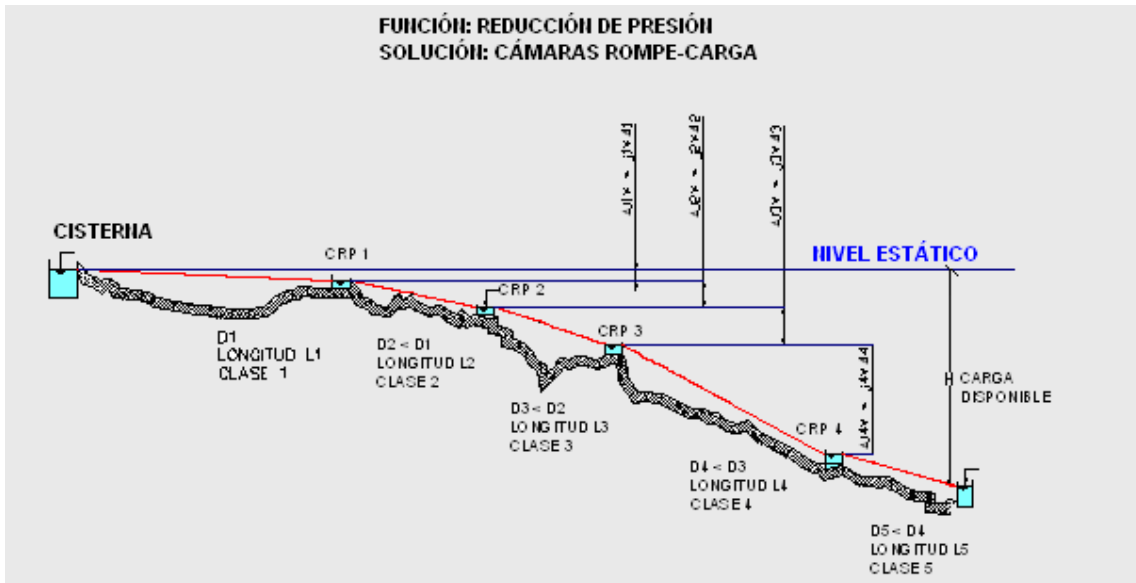 FUNCIÓN: REDUCCIÓN DE PRESIÓN
SOLUCIÓN: CÁMARAS ROMPE-CARGA
CISTERNA
NIVEL ESTÁTICO
CRP 1
CRP 2
CRP 3
CRP 4
D1
LONGITUD L1
CLASE 1
D2 < D1
LONGITUD L2
CLASE 2
D3 < D2
LONGITUD L3
CLASE 3
D4 < D3
LONGITUD L4
CLASE 4
D5 < D4
LONGITUD L5
CLASE 5
H CARGA
DISPONIBLE